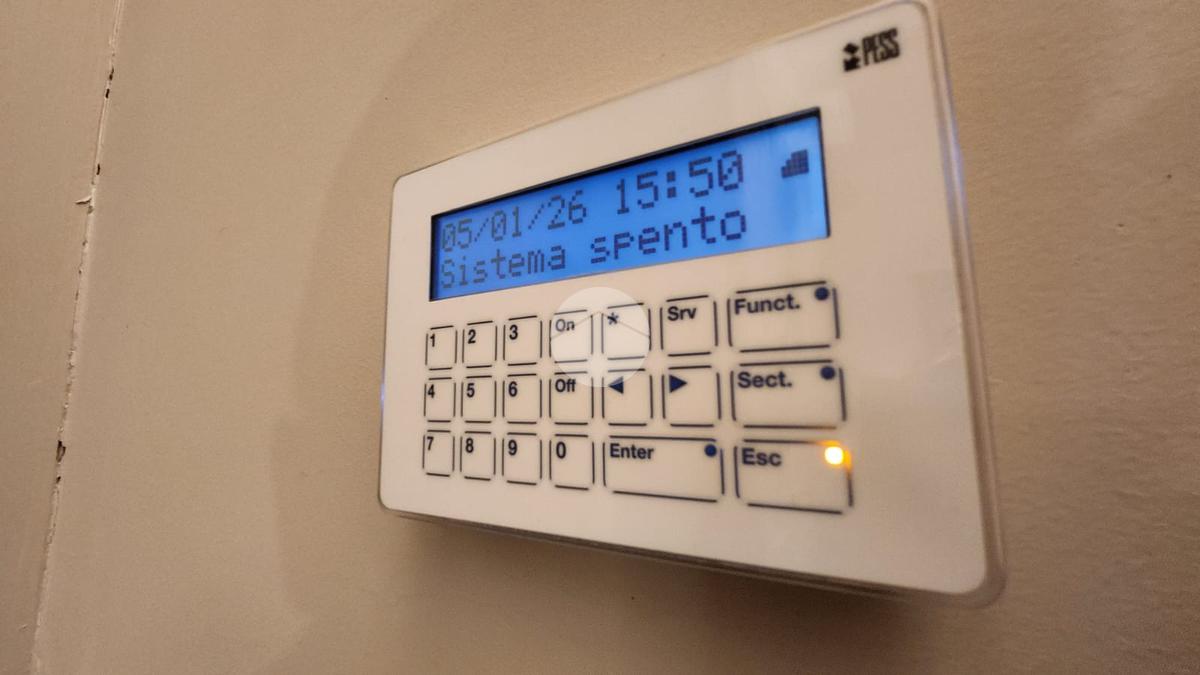 PESS
05/01/26 15:50
Sistema spento
1 2 3 On * Srv Funct.
4 5 6 Off ◀ ▶ Sect.
7 8 9 0 Enter Esc